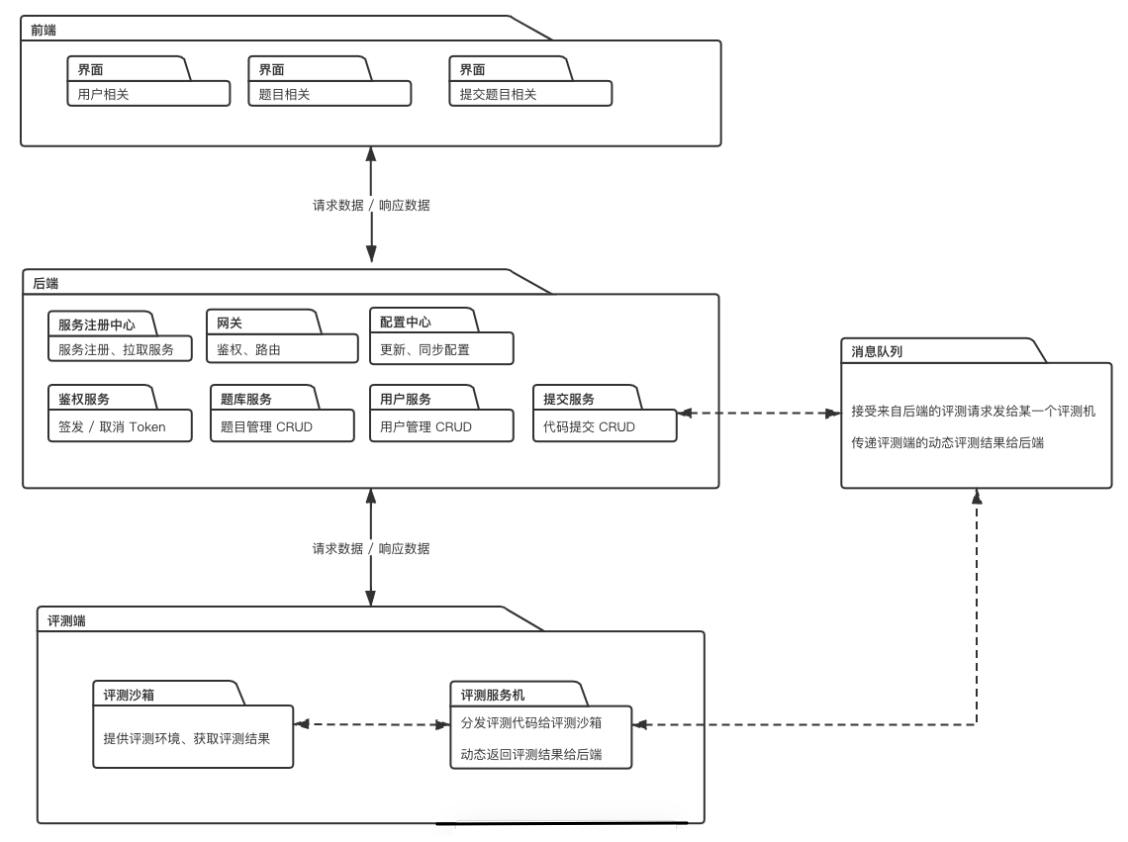 前端
界面
用户相关
界面
题目相关
界面
提交题目相关
请求数据 / 响应数据
后端
服务注册中心
服务注册、拉取服务
网关
鉴权、路由
配置中心
更新、同步配置
鉴权服务
签发 / 取消 Token
题库服务
题目管理 CRUD
用户服务
用户管理 CRUD
提交服务
代码提交 CRUD
消息队列
接受来自后端的评测请求发给某一个评测机
传递评测端的动态评测结果给后端
请求数据 / 响应数据
评测端
评测沙箱
提供评测环境、获取评测结果
评测服务机
分发评测代码给评测沙箱
动态返回评测结果给后端